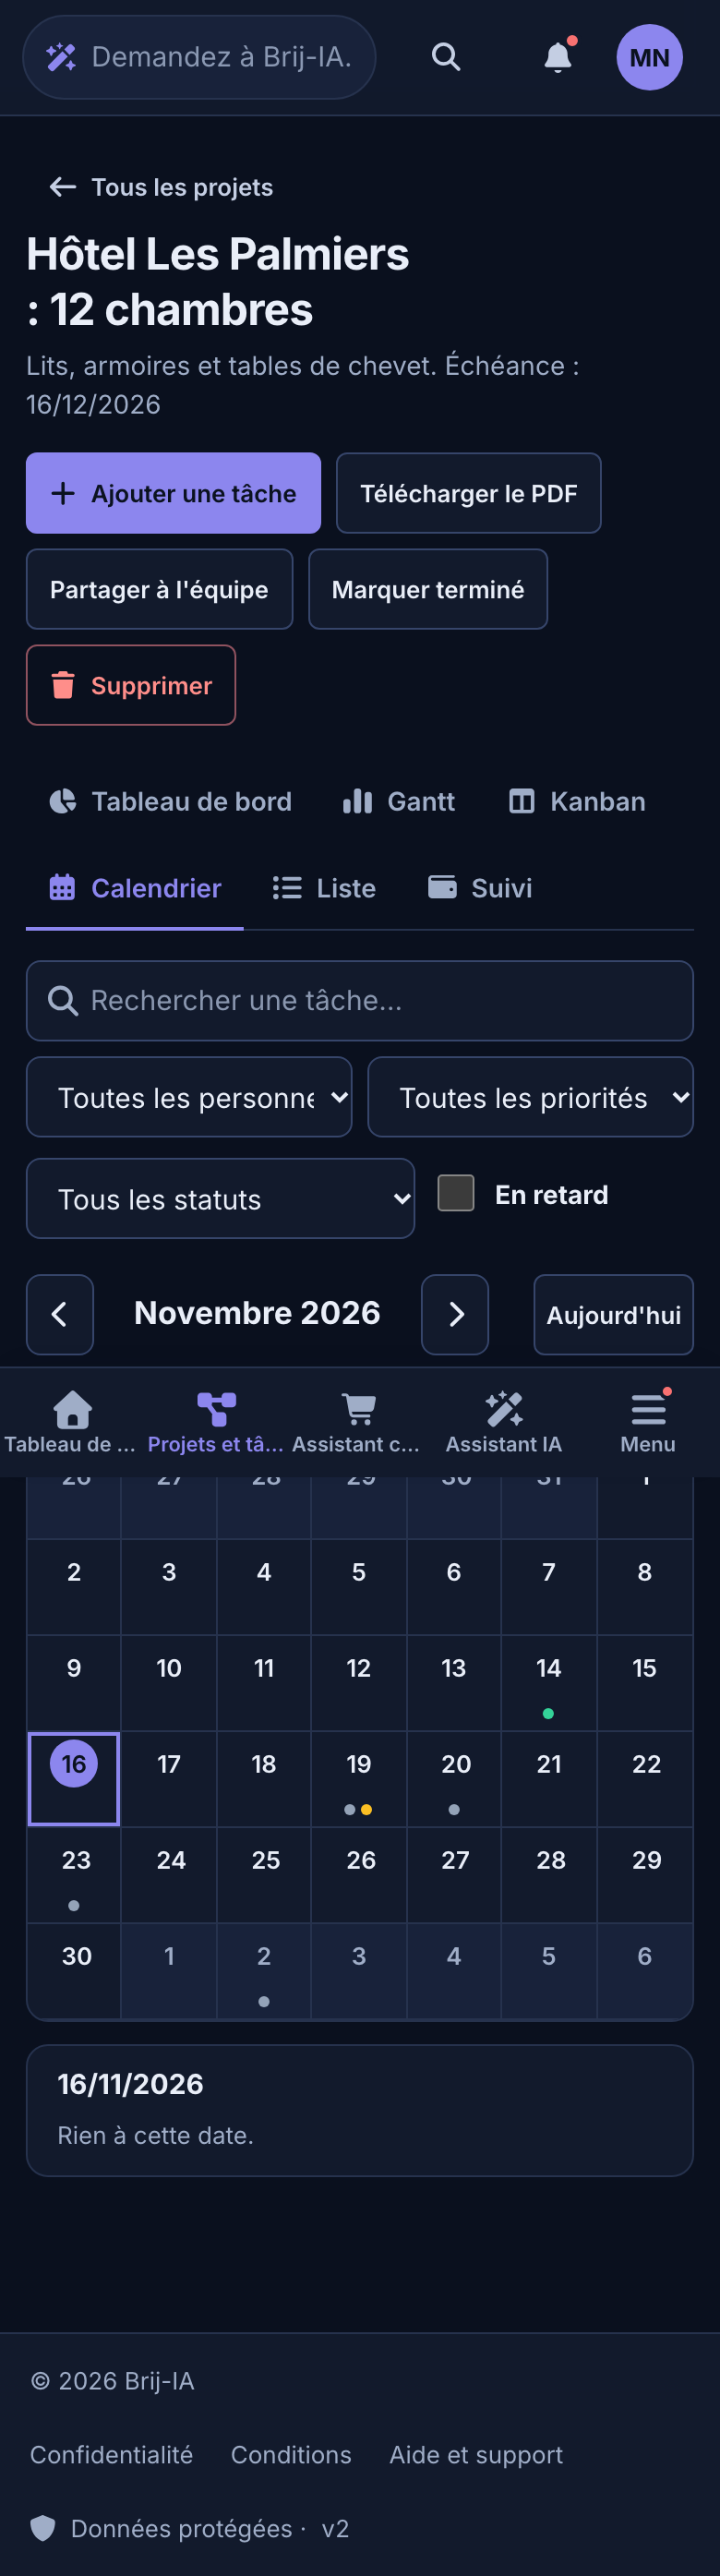 Demandez à Brij-IA.
MN
Tous les projets
Hôtel Les Palmiers
: 12 chambres
Lits, armoires et tables de chevet. Échéance :
16/12/2026
Ajouter une tâche
Télécharger le PDF
Partager à l'équipe
Marquer terminé
Supprimer
Tableau de bord
Gantt
Kanban
Calendrier
Liste
Suivi
Rechercher une tâche...
Toutes les personne
Toutes les priorités
Tous les statuts
En retard
Novembre 2026
Aujourd'hui
Tableau de ...
Projets et tâ...
Assistant c...
Assistant IA
Menu
26 27 28 29 30 31 1
2 3 4 5 6 7 8
9 10 11 12 13 14 15
16 17 18 19 20 21 22
23 24 25 26 27 28 29
30 1 2 3 4 5 6
16/11/2026
Rien à cette date.
© 2026 Brij-IA
Confidentialité
Conditions
Aide et support
Données protégées · v2